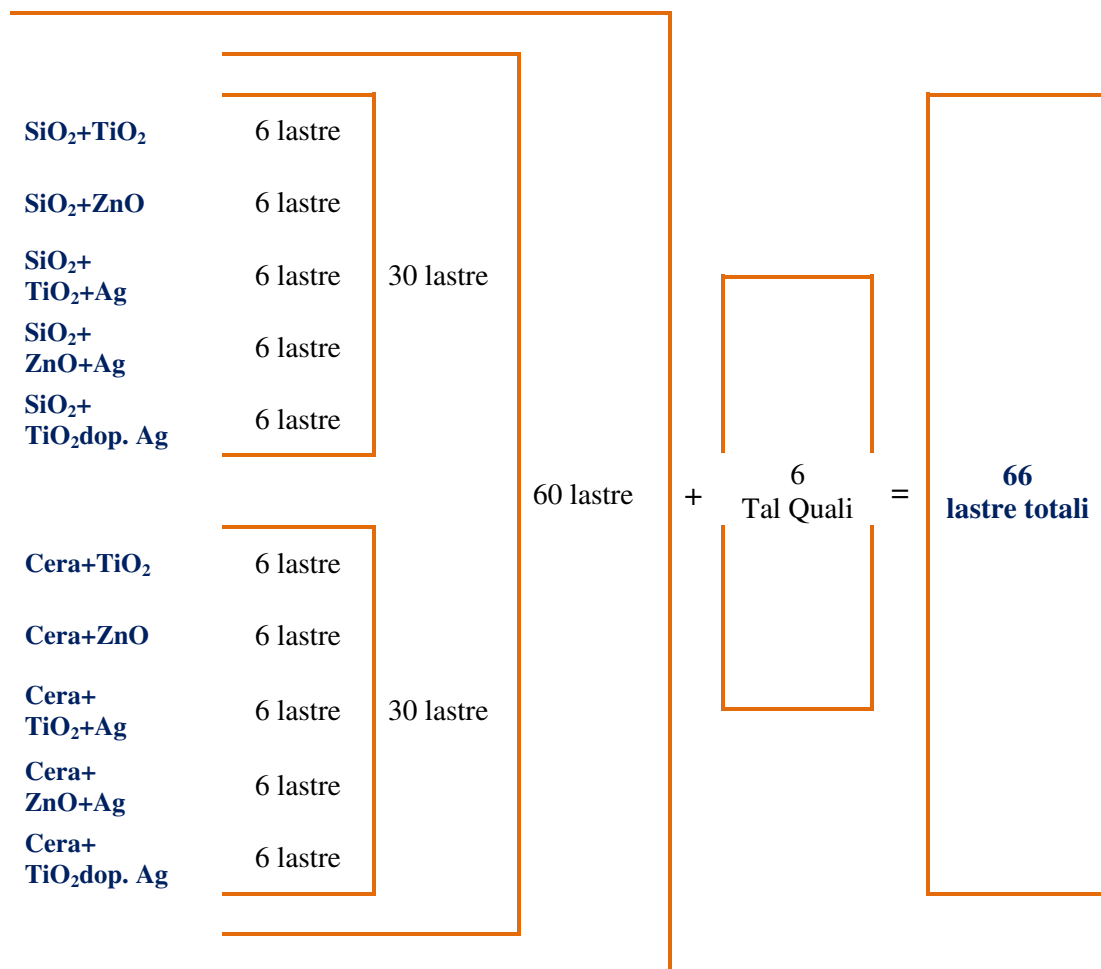 SiO₂+TiO₂ 6 lastre
SiO₂+ZnO 6 lastre
SiO₂+
TiO₂+Ag
6 lastre
30 lastre
SiO₂+
ZnO+Ag
6 lastre
SiO₂+
TiO₂dop. Ag
6 lastre
60 lastre
+
6
Tal Quali
=
66
lastre totali
Cera+TiO₂ 6 lastre
Cera+ZnO 6 lastre
Cera+
TiO₂+Ag
6 lastre
30 lastre
Cera+
ZnO+Ag
6 lastre
Cera+
TiO₂dop. Ag
6 lastre